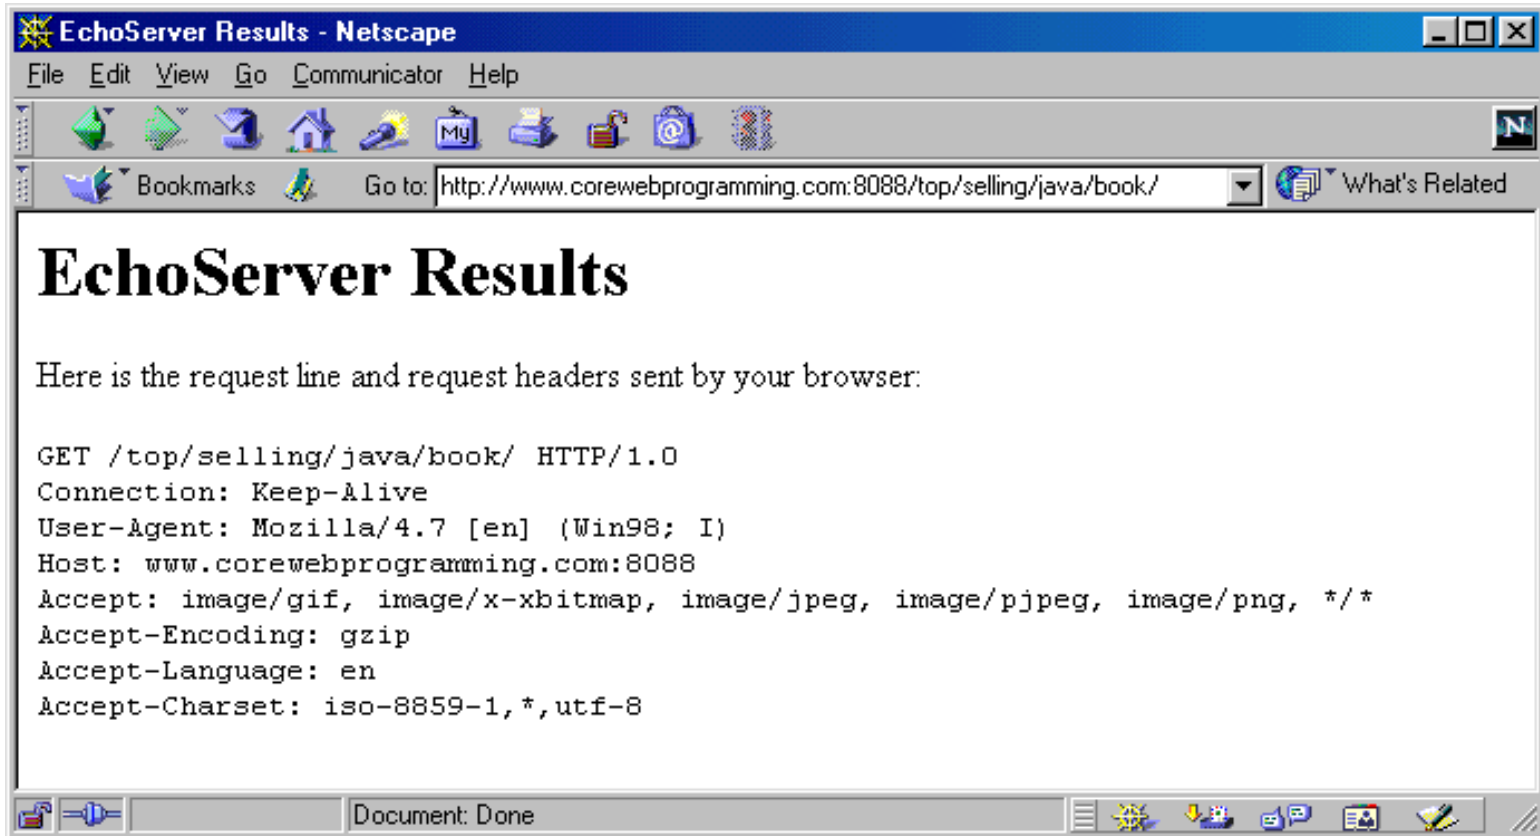 EchoServer Results - Netscape
File Edit View Go Communicator Help
My
N
Bookmarks Go to: http://www.corewebprogramming.com:8088/top/selling/java/book/ What's Related
EchoServer Results
Here is the request line and request headers sent by your browser:
GET /top/selling/java/book/ HTTP/1.0
Connection: Keep-Alive
User-Agent: Mozilla/4.7 [en] (Win98; I)
Host: www.corewebprogramming.com:8088
Accept: image/gif, image/x-xbitmap, image/jpeg, image/pjpeg, image/png, */*
Accept-Encoding: gzip
Accept-Language: en
Accept-Charset: iso-8859-1,*,utf-8
Document: Done